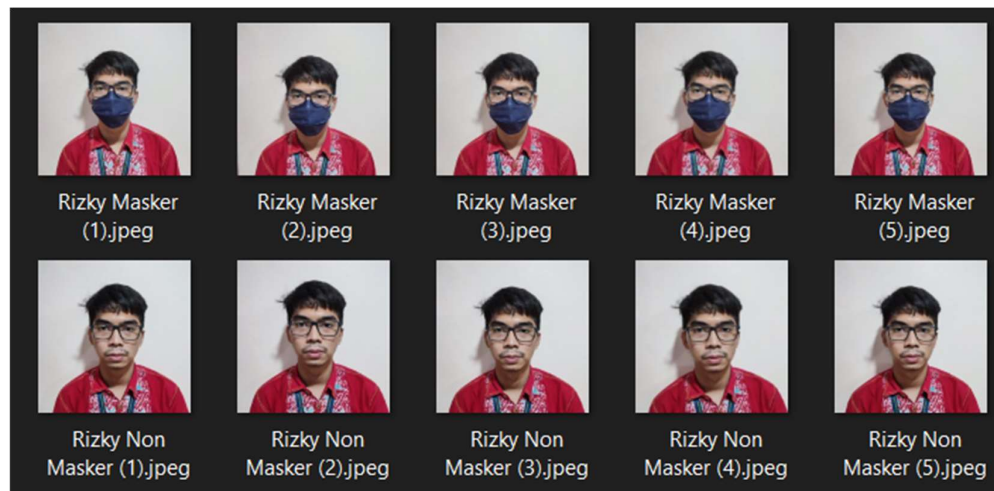 Rizky Masker
(1).jpeg
Rizky Masker
(2).jpeg
Rizky Masker
(3).jpeg
Rizky Masker
(4).jpeg
Rizky Masker
(5).jpeg
Rizky Non
Masker (1).jpeg
Rizky Non
Masker (2).jpeg
Rizky Non
Masker (3).jpeg
Rizky Non
Masker (4).jpeg
Rizky Non
Masker (5).jpeg